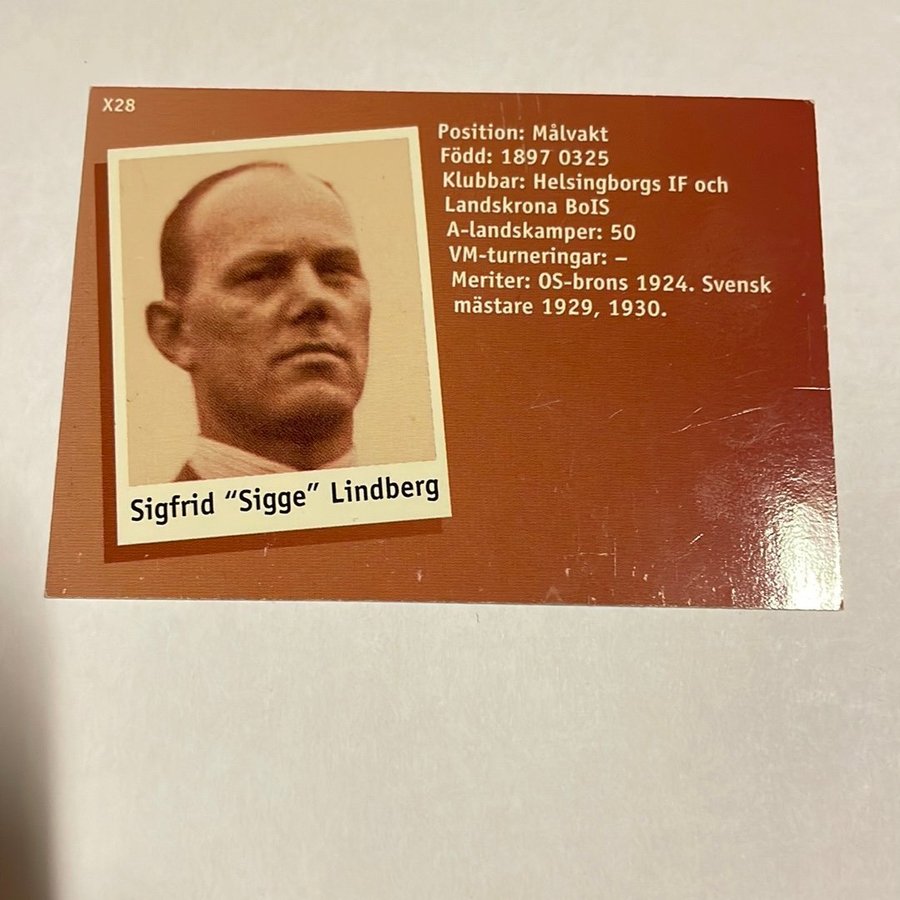 X28
Position: Målvakt
Född: 1897 0325
Klubbar: Helsingborgs IF och
Landskrona BoIS
A-landskamper: 50
VM-turneringar: –
Meriter: OS-brons 1924. Svensk
mästare 1929, 1930.
Sigfrid “Sigge” Lindberg